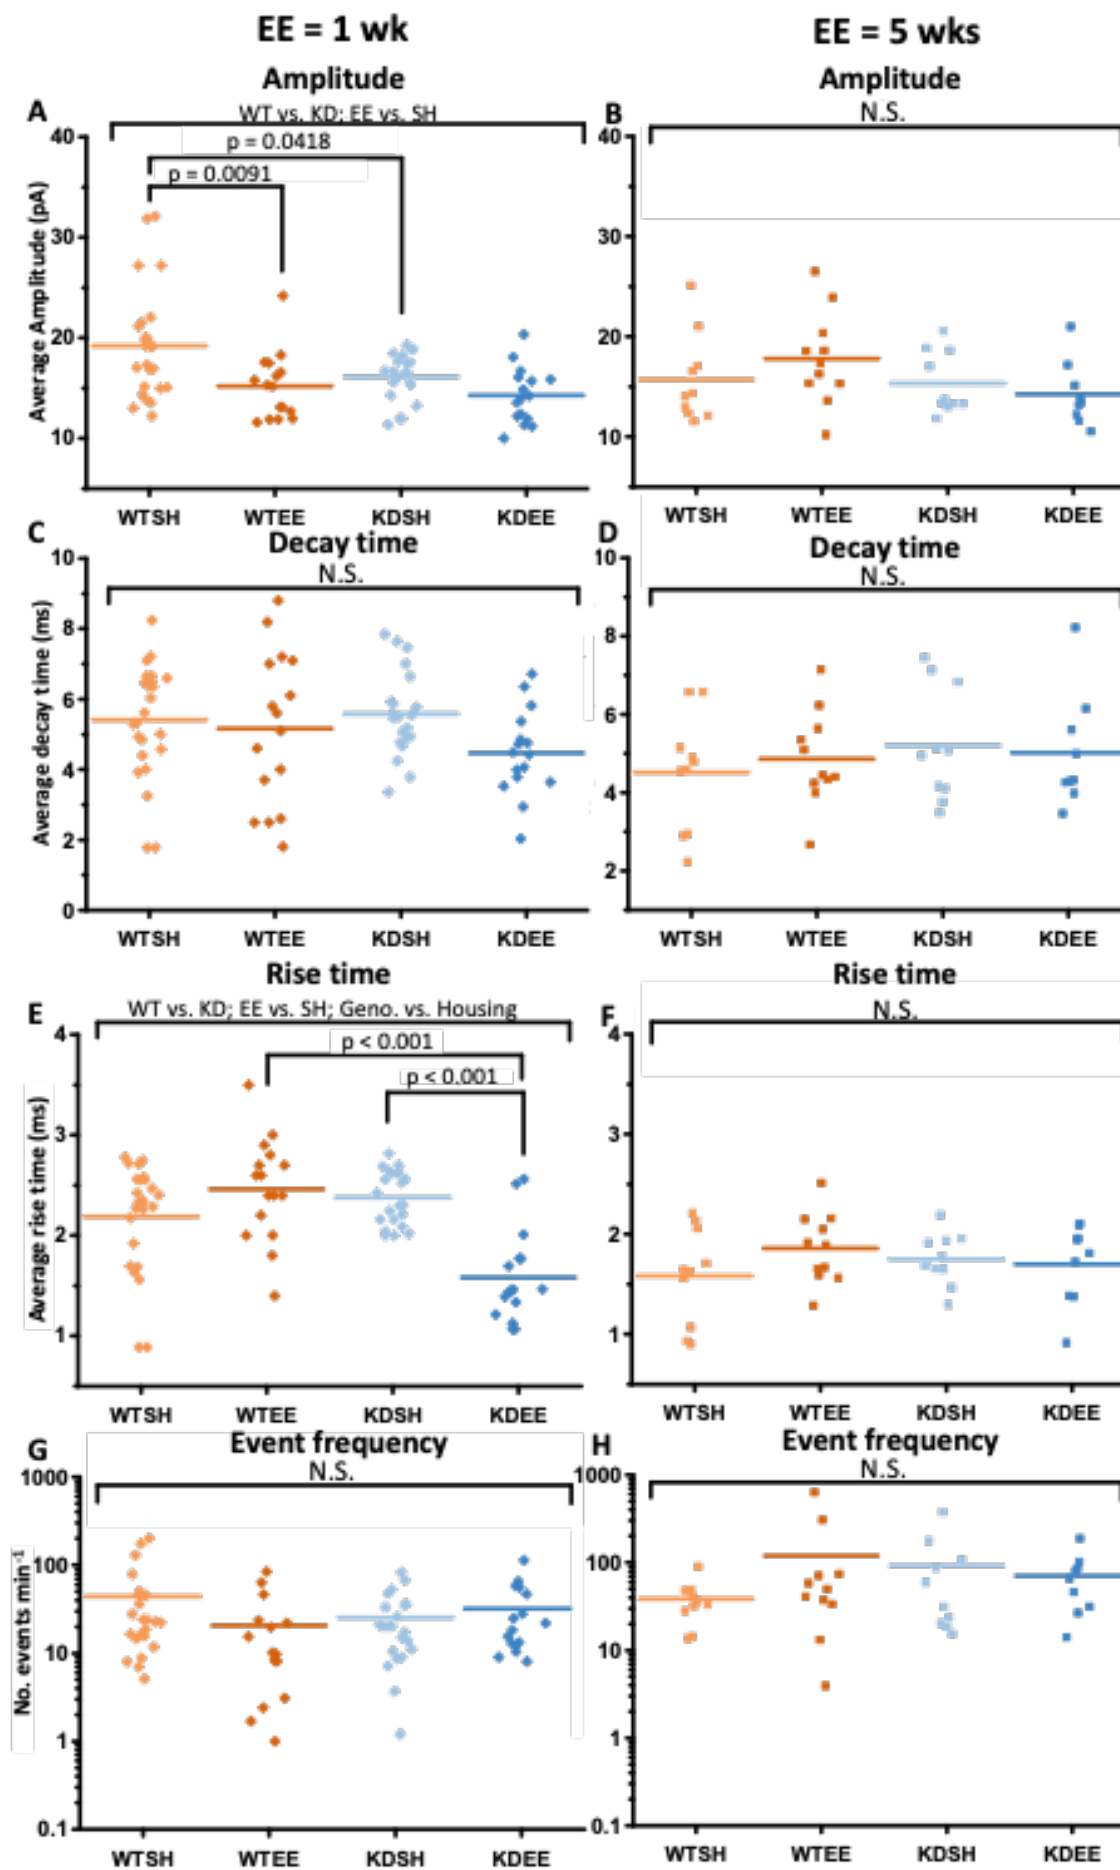 EE = 1 wk
EE = 5 wks
Amplitude
A
WT vs. KD; EE vs. SH
p = 0.0418
p = 0.0091
40
30
20
10
Average Amplitude (pA)
WTSH WTEE KDSH KDEE
Amplitude
B
N.S.
40
30
20
10
WTSH WTEE KDSH KDEE
C
Decay time
N.S.
10
8
6
4
2
0
Average decay time (ms)
WTSH WTEE KDSH KDEE
D
Decay time
N.S.
10
8
6
4
2
WTSH WTEE KDSH KDEE
Rise time
E
WT vs. KD; EE vs. SH; Geno. vs. Housing
p < 0.001
p < 0.001
4
3
2
1
Average rise time (ms)
WTSH WTEE KDSH KDEE
Rise time
F
N.S.
4
3
2
1
WTSH WTEE KDSH KDEE
G
Event frequency
N.S.
1000
100
10
1
0.1
No. events min-1
WTSH WTEE KDSH KDEE
H
Event frequency
N.S.
1000
100
10
1
0.1
WTSH WTEE KDSH KDEE